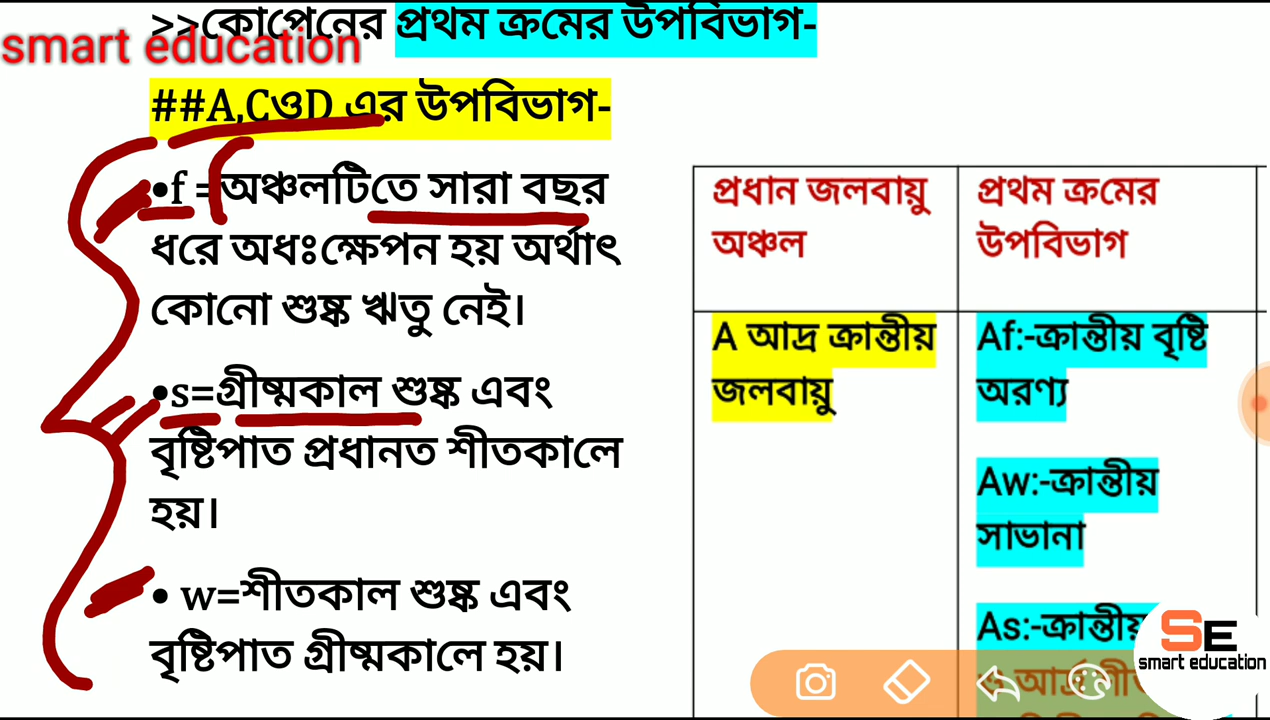 >>কোপেনের প্রথম ক্রমের উপবিভাগ-
smart education
##A,CওD এর উপবিভাগ-
•f =অঞ্চলটিতে সারা বছর
ধরে অধঃক্ষেপন হয় অর্থাৎ
কোনো শুষ্ক ঋতু নেই।
•s=গ্রীষ্মকাল শুষ্ক এবং
বৃষ্টিপাত প্রধানত শীতকালে
হয়।
• w=শীতকাল শুষ্ক এবং
বৃষ্টিপাত গ্রীষ্মকালে হয়।
প্রধান জলবায়ু
অঞ্চল
প্রথম ক্রমের
উপবিভাগ
A আদ্র ক্রান্তীয়
জলবায়ু
Af:-ক্রান্তীয় বৃষ্টি
অরণ্য
Aw:-ক্রান্তীয়
সাভানা
As:-ক্রান্তীয়
SE
smart education